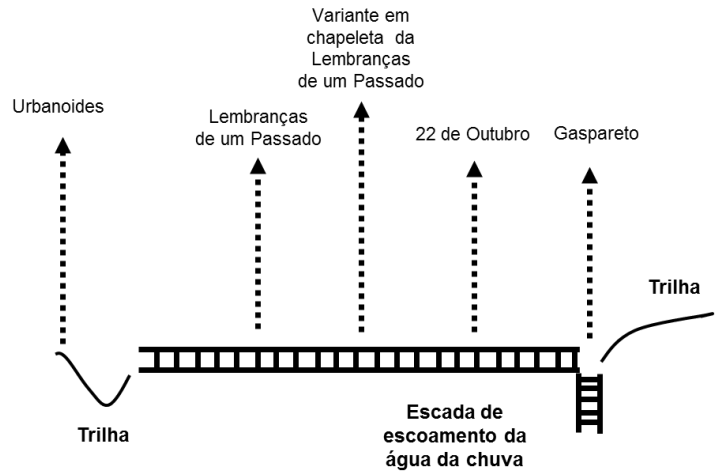 Variante em
chapeleta da
Lembranças
de um Passado
Urbanoides
Lembranças
de um Passado
22 de Outubro
Gaspareto
Trilha
Trilha
Escada de
escoamento da
água da chuva